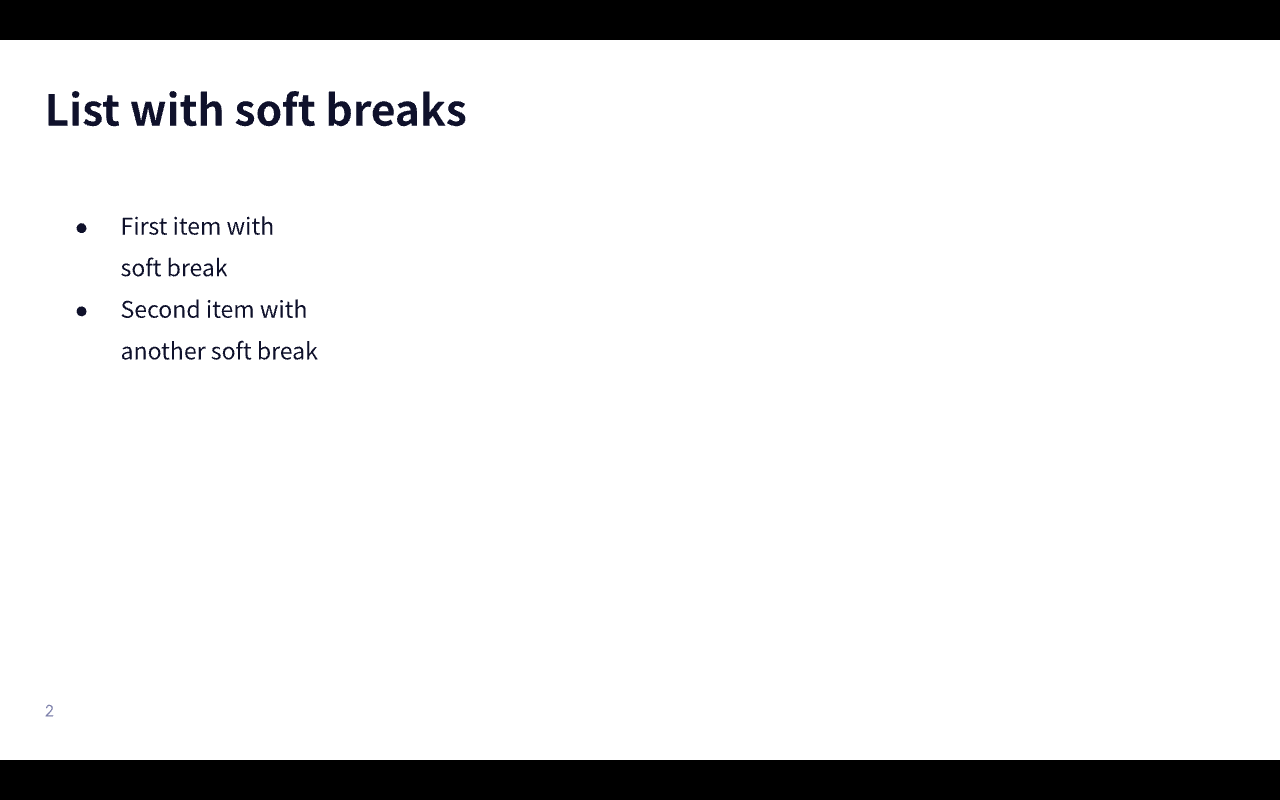 List with soft breaks
● First item with
soft break
● Second item with
another soft break
2